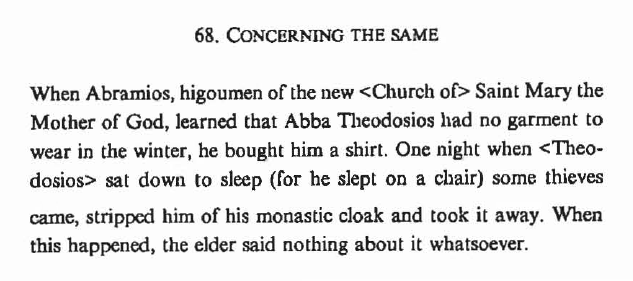 68. CONCERNING THE SAME
When Abramios, higoumen of the new <Church of> Saint Mary the
Mother of God, learned that Abba Theodosios had no garment to
wear in the winter, he bought him a shirt. One night when <Theo-
dosios> sat down to sleep (for he slept on a chair) some thieves
came, stripped him of his monastic cloak and took it away. When
this happened, the elder said nothing about it whatsoever.